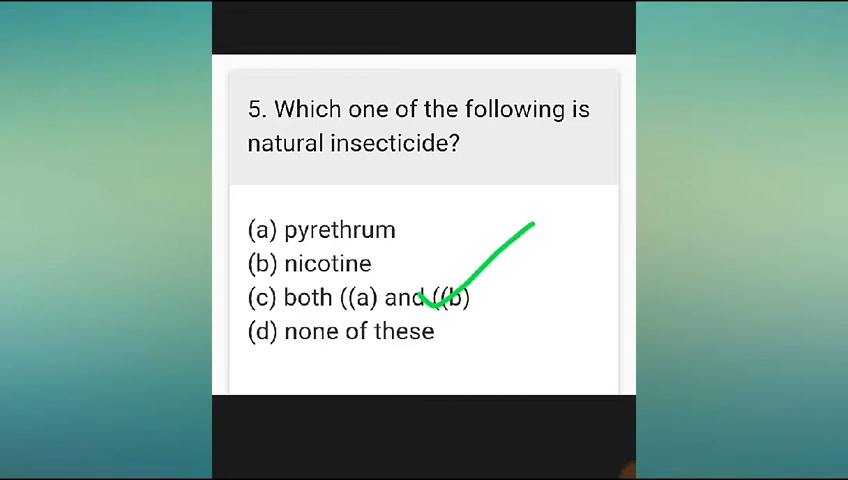 5. Which one of the following is
natural insecticide?
(a) pyrethrum
(b) nicotine
(c) both ((a) and ((b)
(d) none of these